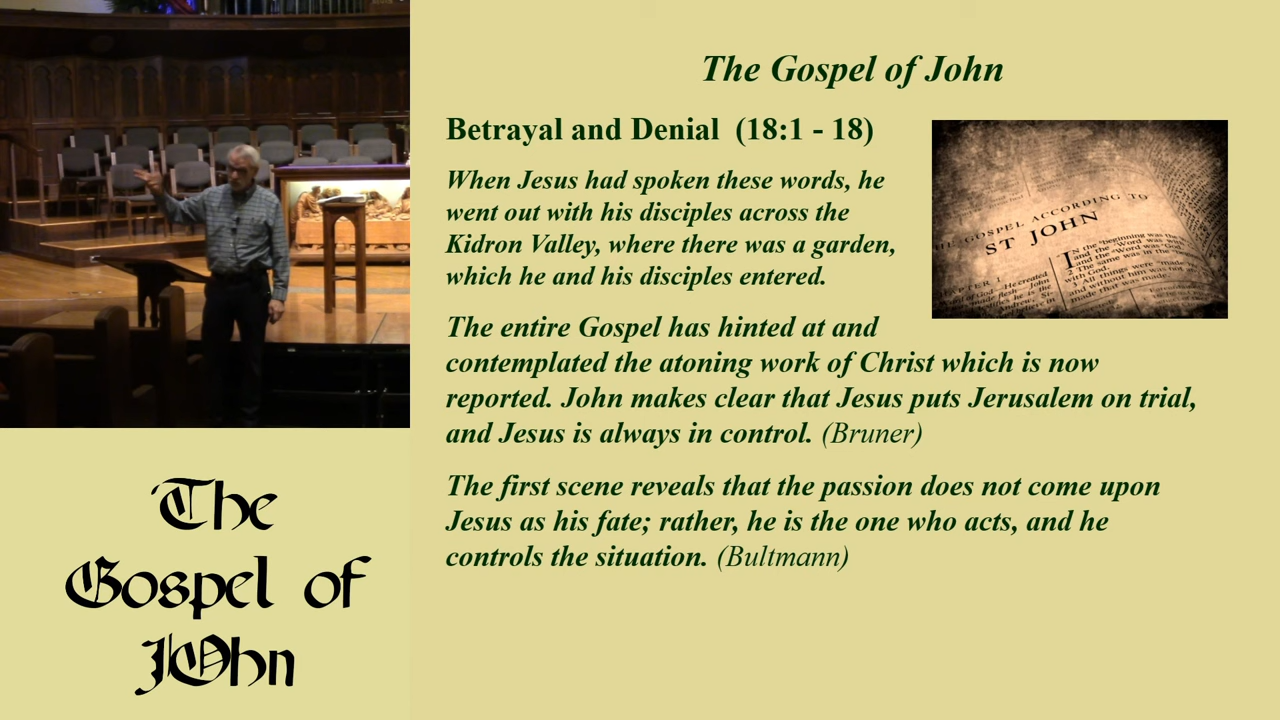 The Gospel of John
Betrayal and Denial (18:1 - 18)
When Jesus had spoken these words, he
went out with his disciples across the
Kidron Valley, where there was a garden,
which he and his disciples entered.
The entire Gospel has hinted at and
contemplated the atoning work of Christ which is now
reported. John makes clear that Jesus puts Jerusalem on trial,
and Jesus is always in control. (Bruner)
The first scene reveals that the passion does not come upon
Jesus as his fate; rather, he is the one who acts, and he
controls the situation. (Bultmann)
GOSPEL ACCORDING TO
ST JOHN
The
Gospel of
JOhn